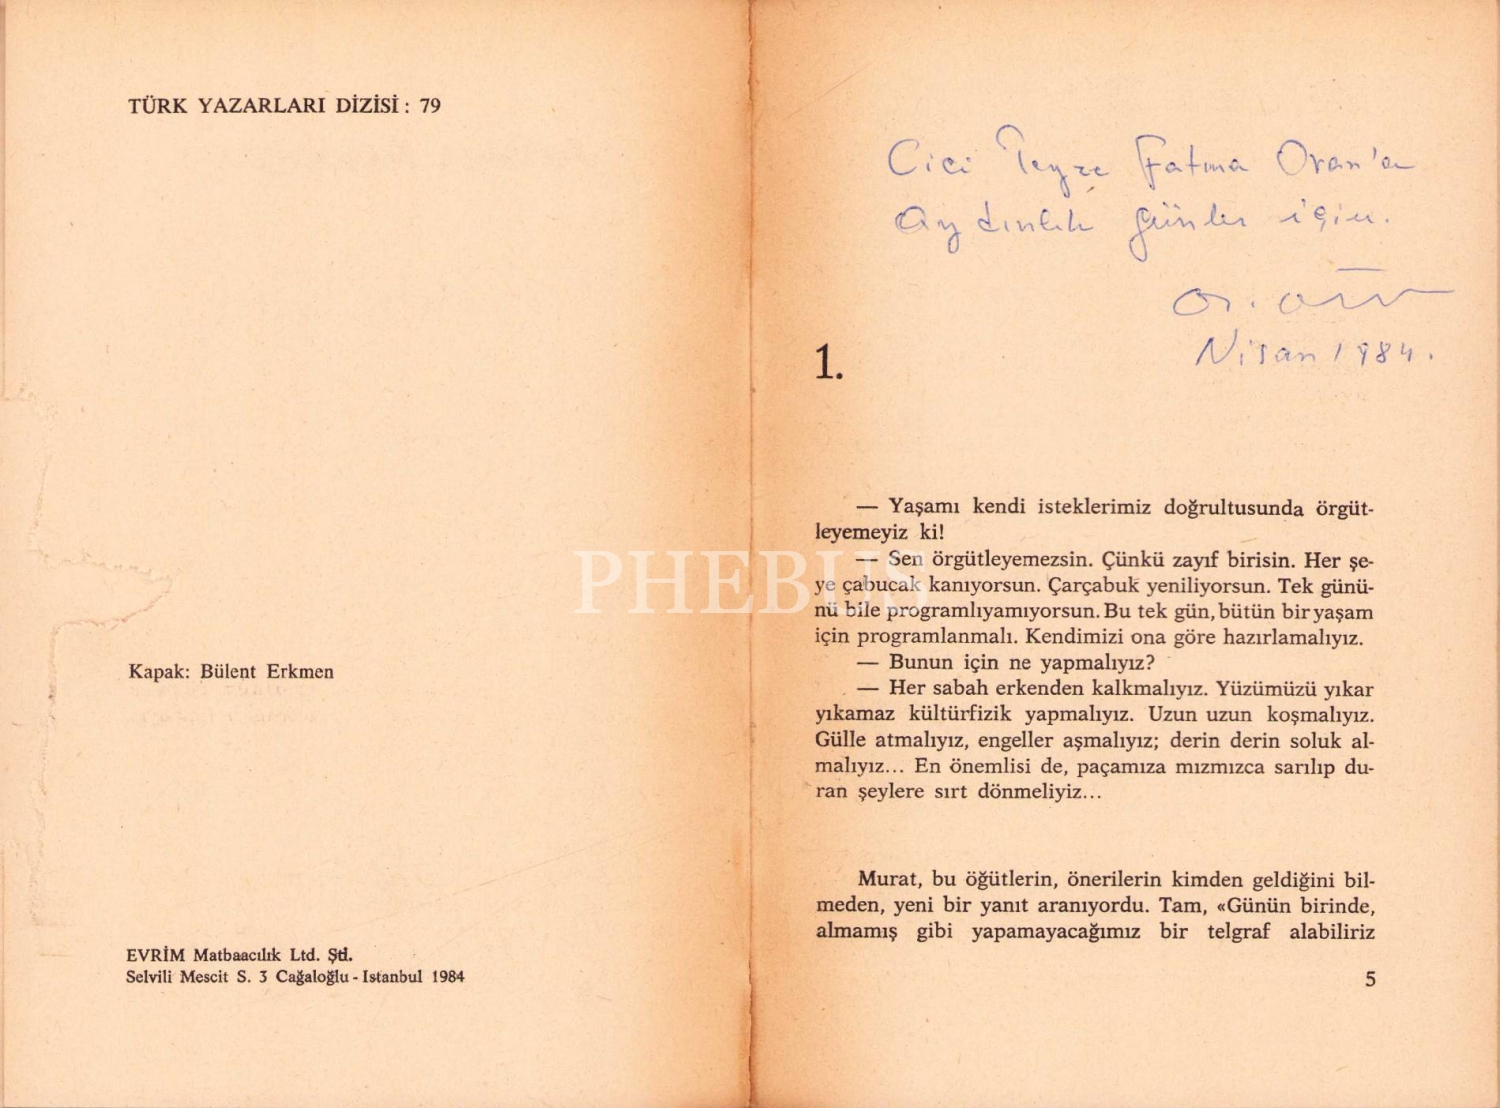 TÜRK YAZARLARI DİZİSİ: 79
Kapak: Bülent Erkmen
EVRİM Matbaacılık Ltd. Şti.
Selvili Mescit S. 3 Cağaloğlu - Istanbul 1984
Cici Teyze Fatma Oran'a
Aydınlık günler için.
Nisan 1984.
1.
— Yaşamı kendi isteklerimiz doğrultusunda örgüt-
leyemeyiz ki!
— Sen örgütleyemezsin. Çünkü zayıf birisin. Her şe-
ye çabucak kanıyorsun. Çarçabuk yeniliyorsun. Tek günü-
nü bile programlıyamıyorsun. Bu tek gün, bütün bir yaşam
için programlanmalı. Kendimizi ona göre hazırlamalıyız.
— Bunun için ne yapmalıyız?
— Her sabah erkenden kalkmalıyız. Yüzümüzü yıkar
yıkamaz kültürfizik yapmalıyız. Uzun uzun koşmalıyız.
Gülle atmalıyız, engeller aşmalıyız; derin derin soluk al-
malıyız... En önemlisi de, paçamıza mızmızca sarılıp du-
ran şeylere sırt dönmeliyiz...
Murat, bu öğütlerin, önerilerin kimden geldiğini bil-
meden, yeni bir yanıt aranıyordu. Tam, «Günün birinde,
almamış gibi yapamayacağımız bir telgraf alabiliriz
5
PHEBUS